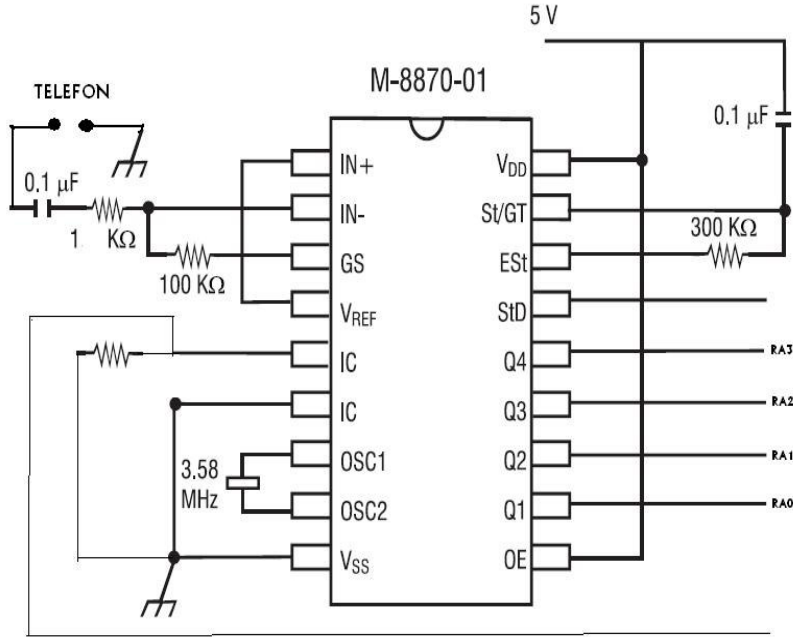 5 V
M-8870-01
TELEFON
0.1 µF
0.1 µF
1 KΩ
100 KΩ
300 KΩ
3.58
MHz
IN+
IN-
GS
VREF
IC
IC
OSC1
OSC2
VSS
VDD
St/GT
ESt
StD
Q4
Q3
Q2
Q1
OE
RA3
RA2
RA1
RA0